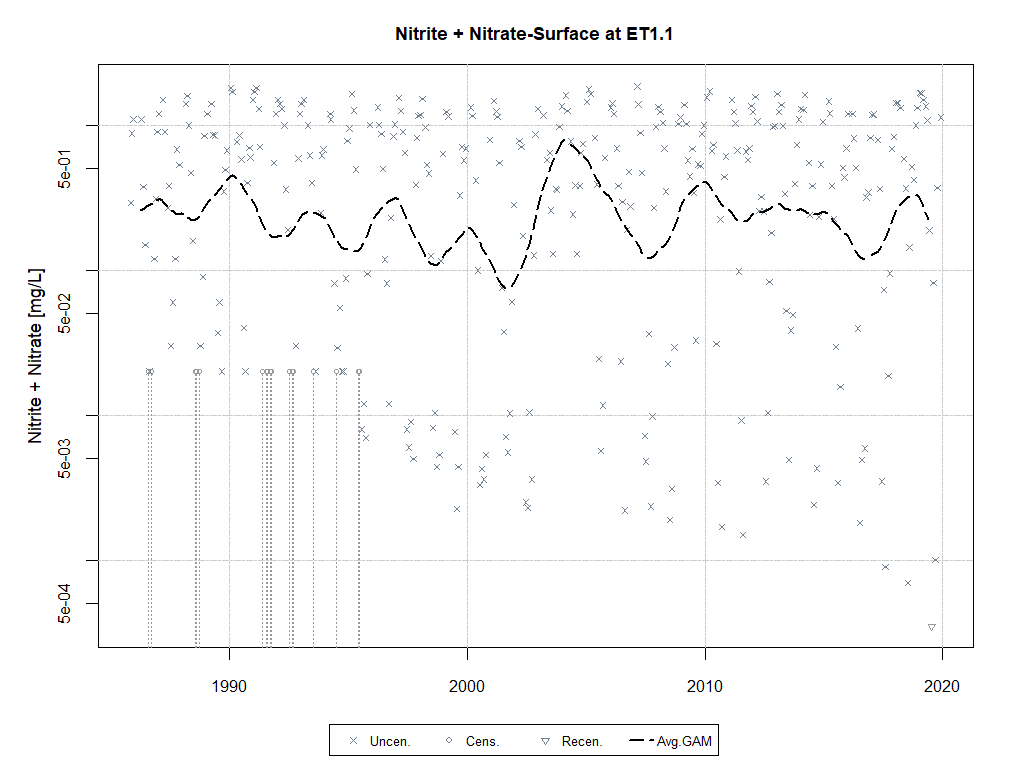 Nitrite + Nitrate-Surface at ET1.1
Nitrite + Nitrate [mg/L]
5e-01
5e-02
5e-03
5e-04
1990
2000
2010
2020
Uncen.
Cens.
Recen.
Avg.GAM